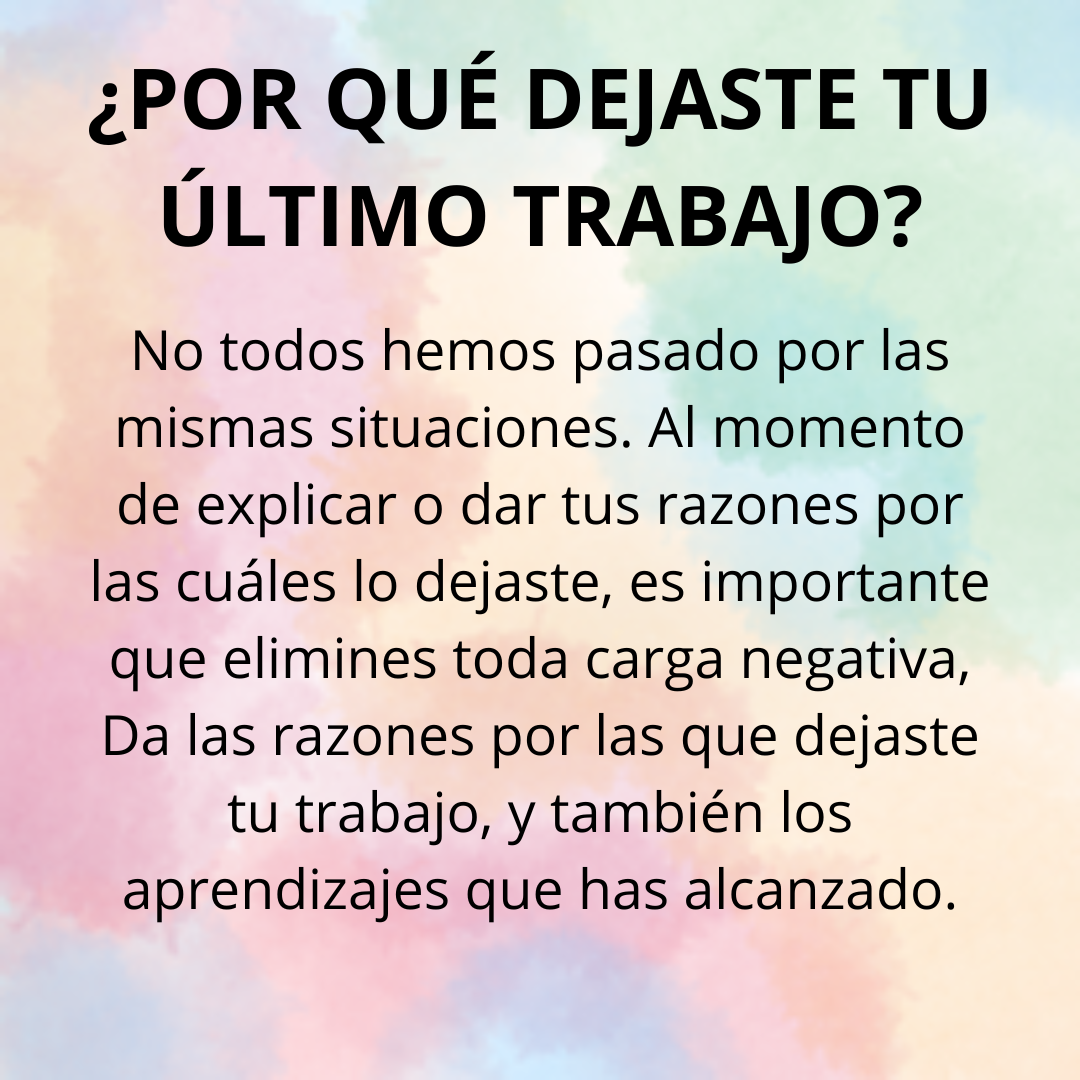 ¿POR QUÉ DEJASTE TU
ÚLTIMO TRABAJO?
No todos hemos pasado por las
mismas situaciones. Al momento
de explicar o dar tus razones por
las cuáles lo dejaste, es importante
que elimines toda carga negativa,
Da las razones por las que dejaste
tu trabajo, y también los
aprendizajes que has alcanzado.